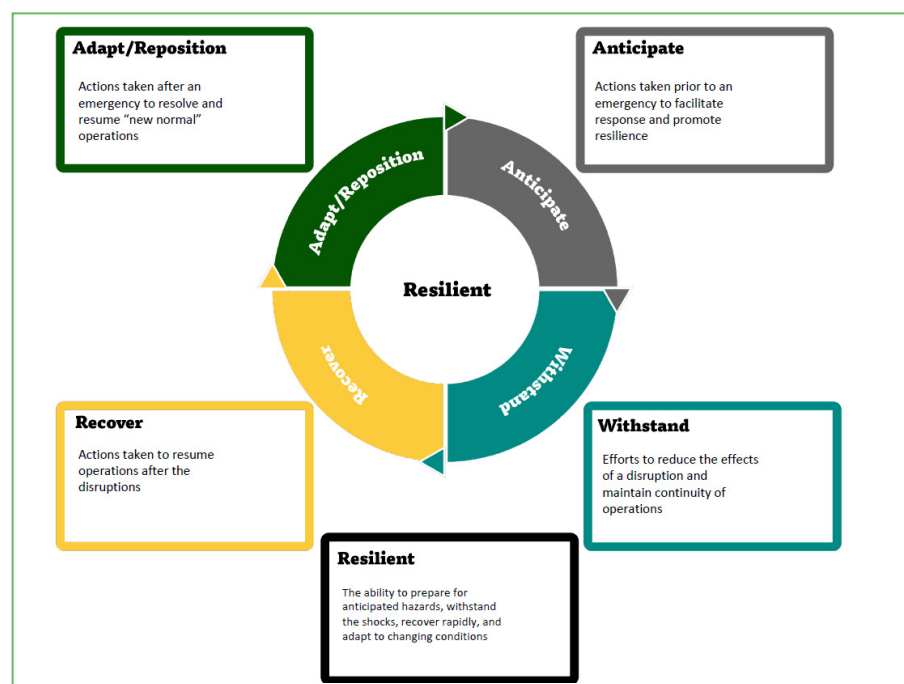 Adapt/Reposition
Actions taken after an
emergency to resolve and
resume “new normal”
operations
Anticipate
Actions taken prior to an
emergency to facilitate
response and promote
resilience
Adapt/Reposition
Anticipate
Resilient
Recover
Withstand
Recover
Actions taken to resume
operations after the
disruptions
Withstand
Efforts to reduce the effects
of a disruption and
maintain continuity of
operations
Resilient
The ability to prepare for
anticipated hazards, withstand
the shocks, recover rapidly, and
adapt to changing conditions